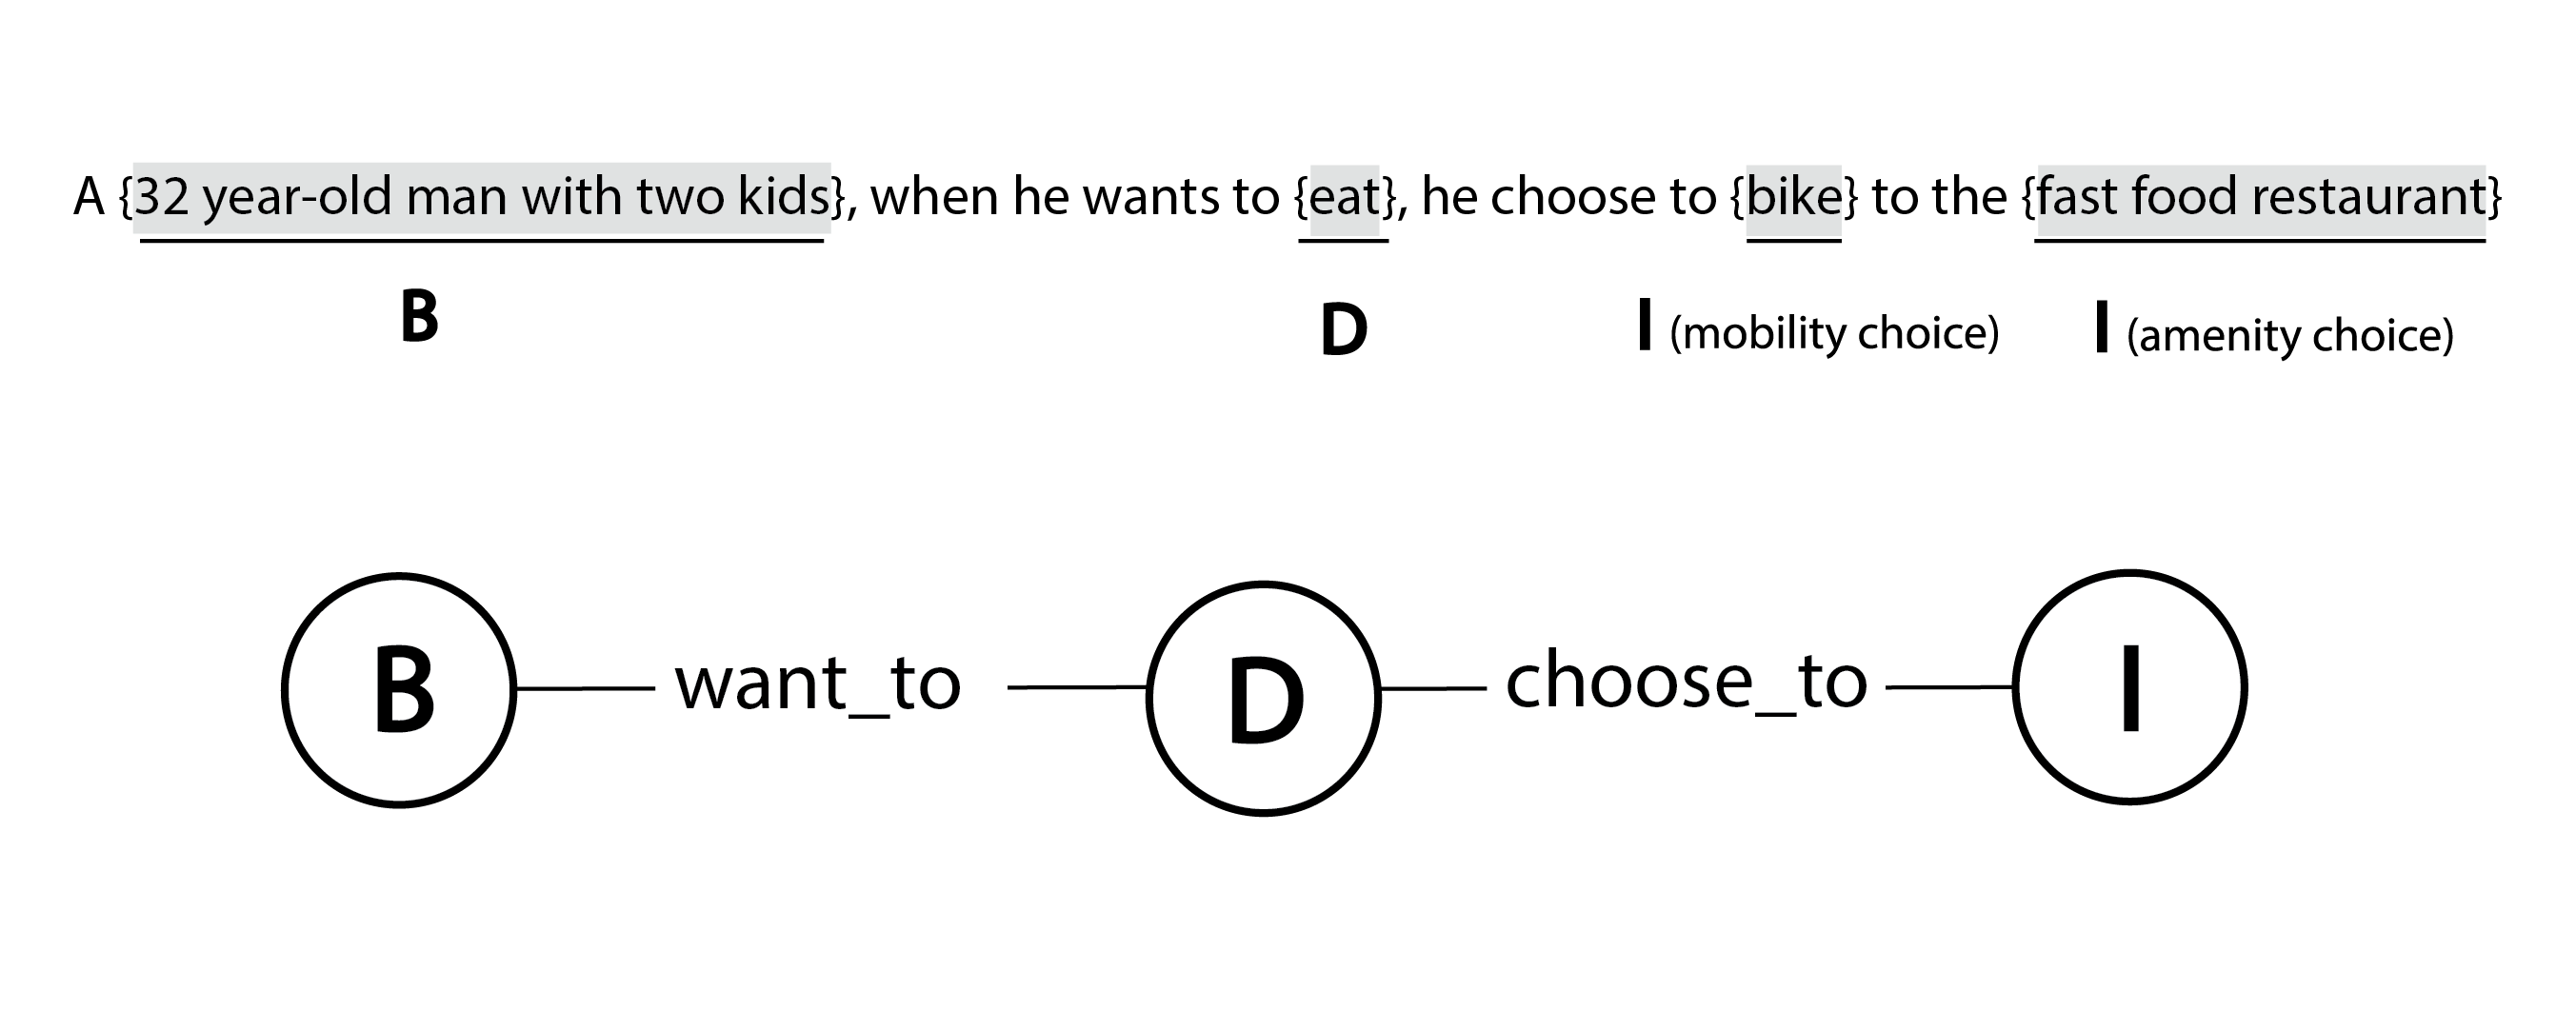 A {32 year-old man with two kids}, when he wants to {eat}, he choose to {bike} to the {fast food restaurant}
B D I (mobility choice) I (amenity choice)
B want_to D choose_to I